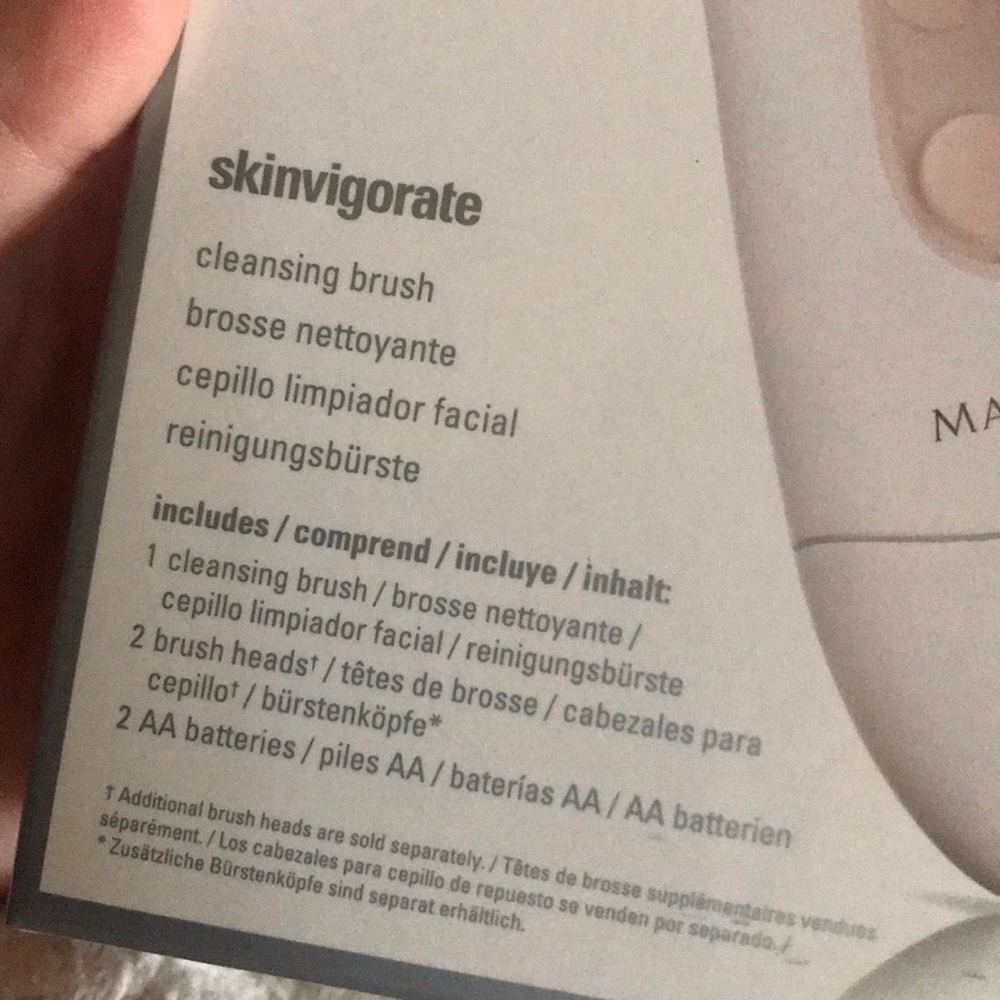 skinvigorate
cleansing brush
brosse nettoyante
cepillo limpiador facial
reinigungsbürste
includes / comprend / incluye / inhalt:
1 cleansing brush / brosse nettoyante /
cepillo limpiador facial / reinigungsbürste
2 brush heads† / têtes de brosse / cabezales para
cepillo† / bürstenköpfe*
2 AA batteries / piles AA / baterías AA / AA batterien
† Additional brush heads are sold separately. / Têtes de brosse supplémentaires vendues
séparément. / Los cabezales para cepillo de repuesto se venden por separado. /
* Zusätzliche Bürstenköpfe sind separat erhältlich.
MA